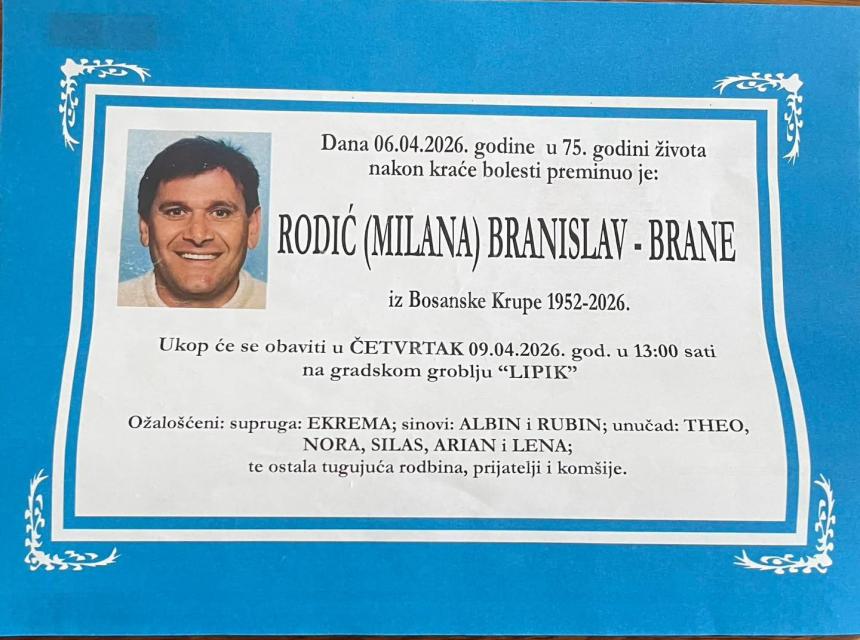 Dana 06.04.2026. godine u 75. godini života
nakon kraće bolesti preminuo je:
RODIĆ (MILANA) BRANISLAV - BRANE
iz Bosanske Krupe 1952-2026.
Ukop će se obaviti u ČETVRTAK 09.04.2026. god. u 13:00 sati
na gradskom groblju “LIPIK”
Ožalošćeni: supruga: EKREMA; sinovi: ALBIN i RUBIN; unučad: THEO,
NORA, SILAS, ARIAN i LENA;
te ostala tugujuća rodbina, prijatelji i komšije.